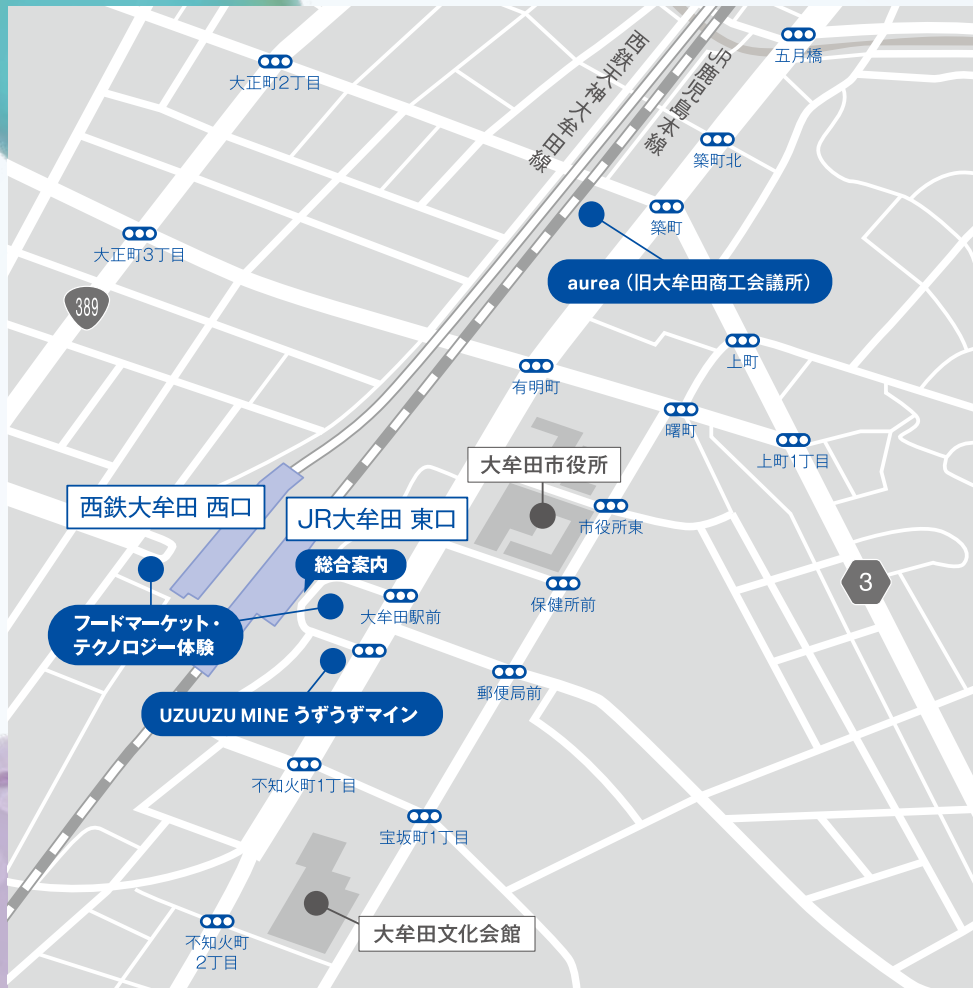 五月橋
大正町2丁目
西鉄天神大牟田線
JR鹿児島本線
築町北
築町
大正町3丁目
aurea（旧大牟田商工会議所）
389
上町
有明町
曙町
上町1丁目
大牟田市役所
西鉄大牟田 西口
JR大牟田 東口
市役所東
総合案内
3
保健所前
大牟田駅前
フードマーケット・
テクノロジー体験
郵便局前
UZUUZU MINE うずうずマイン
不知火町1丁目
宝坂町1丁目
大牟田文化会館
不知火町
2丁目